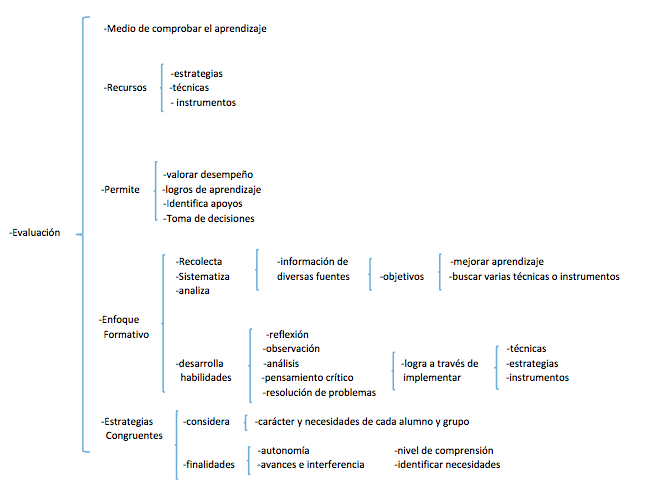 -Medio de comprobar el aprendizaje
-Recursos
-estrategias
-técnicas
- instrumentos
-Permite
-valorar desempeño
-logros de aprendizaje
-Identifica apoyos
-Toma de decisiones
-Evaluación
-Enfoque
Formativo
-Recolecta
-Sistematiza
-analiza
-información de
diversas fuentes
-objetivos
-mejorar aprendizaje
-buscar varias técnicas o instrumentos
-desarrolla
habilidades
-reflexión
-observación
-análisis
-pensamiento crítico
-resolución de problemas
-logra a través de
implementar
-técnicas
-estrategias
-instrumentos
-Estrategias
Congruentes
-considera
-carácter y necesidades de cada alumno y grupo
-finalidades
-autonomía
-avances e interferencia
-nivel de comprensión
-identificar necesidades